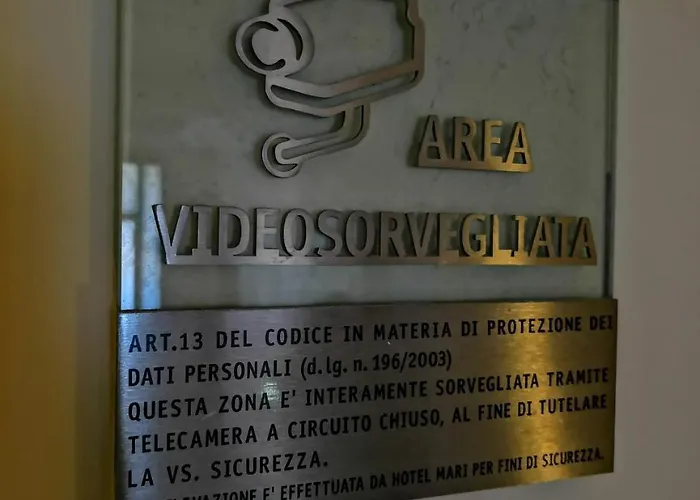 AREA
VIDEOSORVEGLIATA
ART.13 DEL CODICE IN MATERIA DI PROTEZIONE DEI
DATI PERSONALI (d.lg. n. 196/2003)
QUESTA ZONA E' INTERAMENTE SORVEGLIATA TRAMITE
TELECAMERA A CIRCUITO CHIUSO, AL FINE DI TUTELARE
LA VS. SICUREZZA.
E' EFFETTUATA DA HOTEL MARI PER FINI DI SICUREZZA.